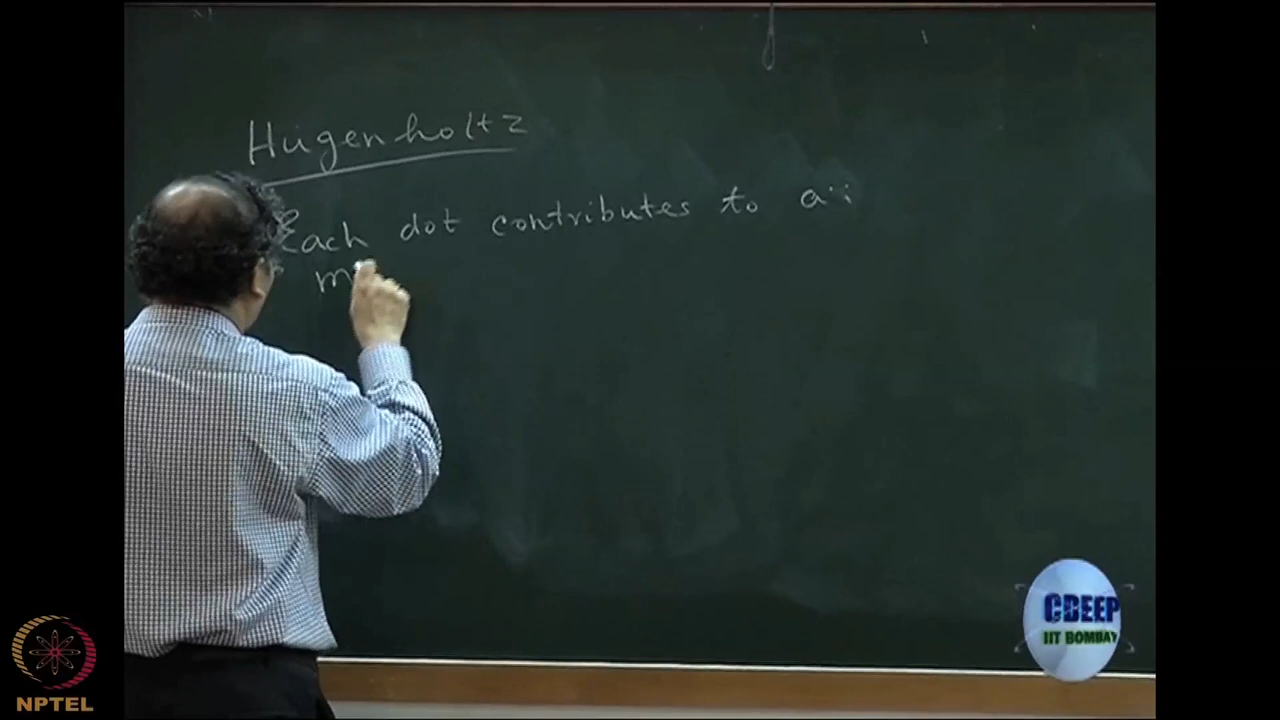 Hugenholtz
Each dot contributes to a
m
CDEEP
IIT BOMBAY
NPTEL